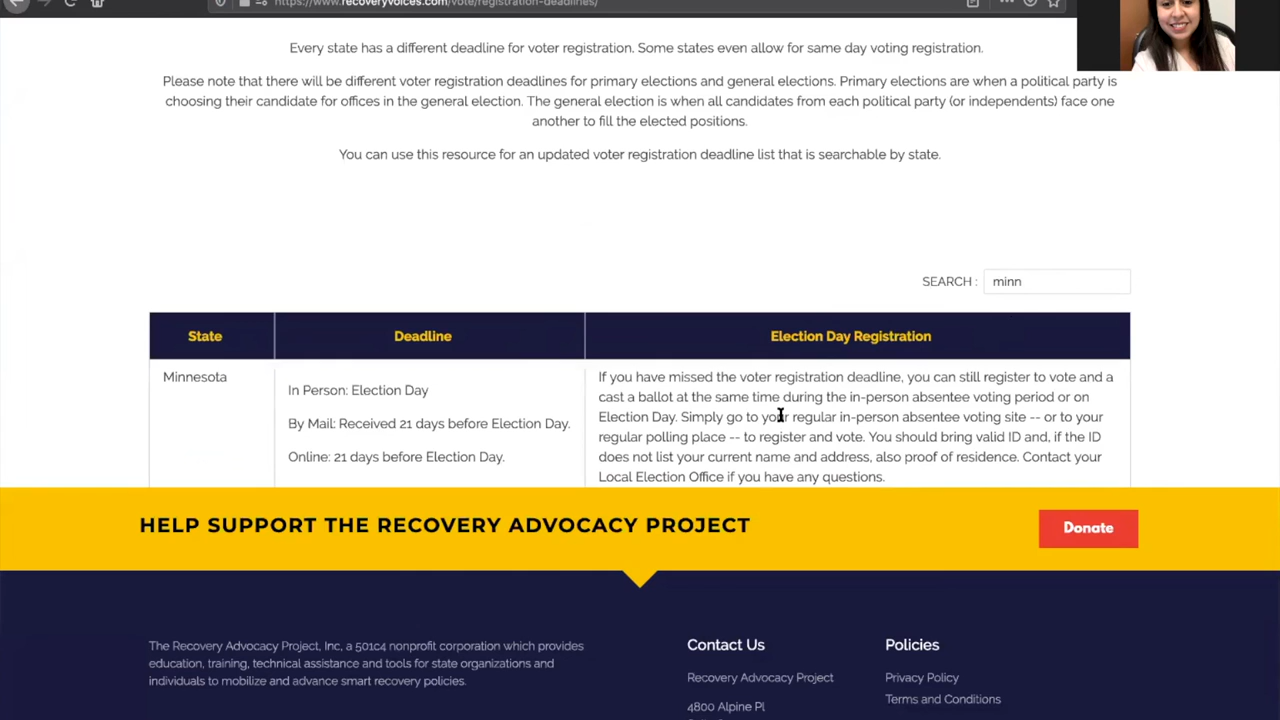 https://www.recoveryvoices.com/vote/registration-deadlines/
Every state has a different deadline for voter registration. Some states even allow for same day voting registration.
Please note that there will be different voter registration deadlines for primary elections and general elections. Primary elections are when a political party is
choosing their candidate for offices in the general election. The general election is when all candidates from each political party (or independents) face one
another to fill the elected positions.
You can use this resource for an updated voter registration deadline list that is searchable by state.
SEARCH : minn
State Deadline Election Day Registration
Minnesota
In Person: Election Day
By Mail: Received 21 days before Election Day.
Online: 21 days before Election Day.
If you have missed the voter registration deadline, you can still register to vote and a
cast a ballot at the same time during the in-person absentee voting period or on
Election Day. Simply go to your regular in-person absentee voting site -- or to your
regular polling place -- to register and vote. You should bring valid ID and, if the ID
does not list your current name and address, also proof of residence. Contact your
Local Election Office if you have any questions.
HELP SUPPORT THE RECOVERY ADVOCACY PROJECT
Donate
The Recovery Advocacy Project, Inc, a 501c4 nonprofit corporation which provides
education, training, technical assistance and tools for state organizations and
individuals to mobilize and advance smart recovery policies.
Contact Us
Recovery Advocacy Project
4800 Alpine Pl
Policies
Privacy Policy
Terms and Conditions